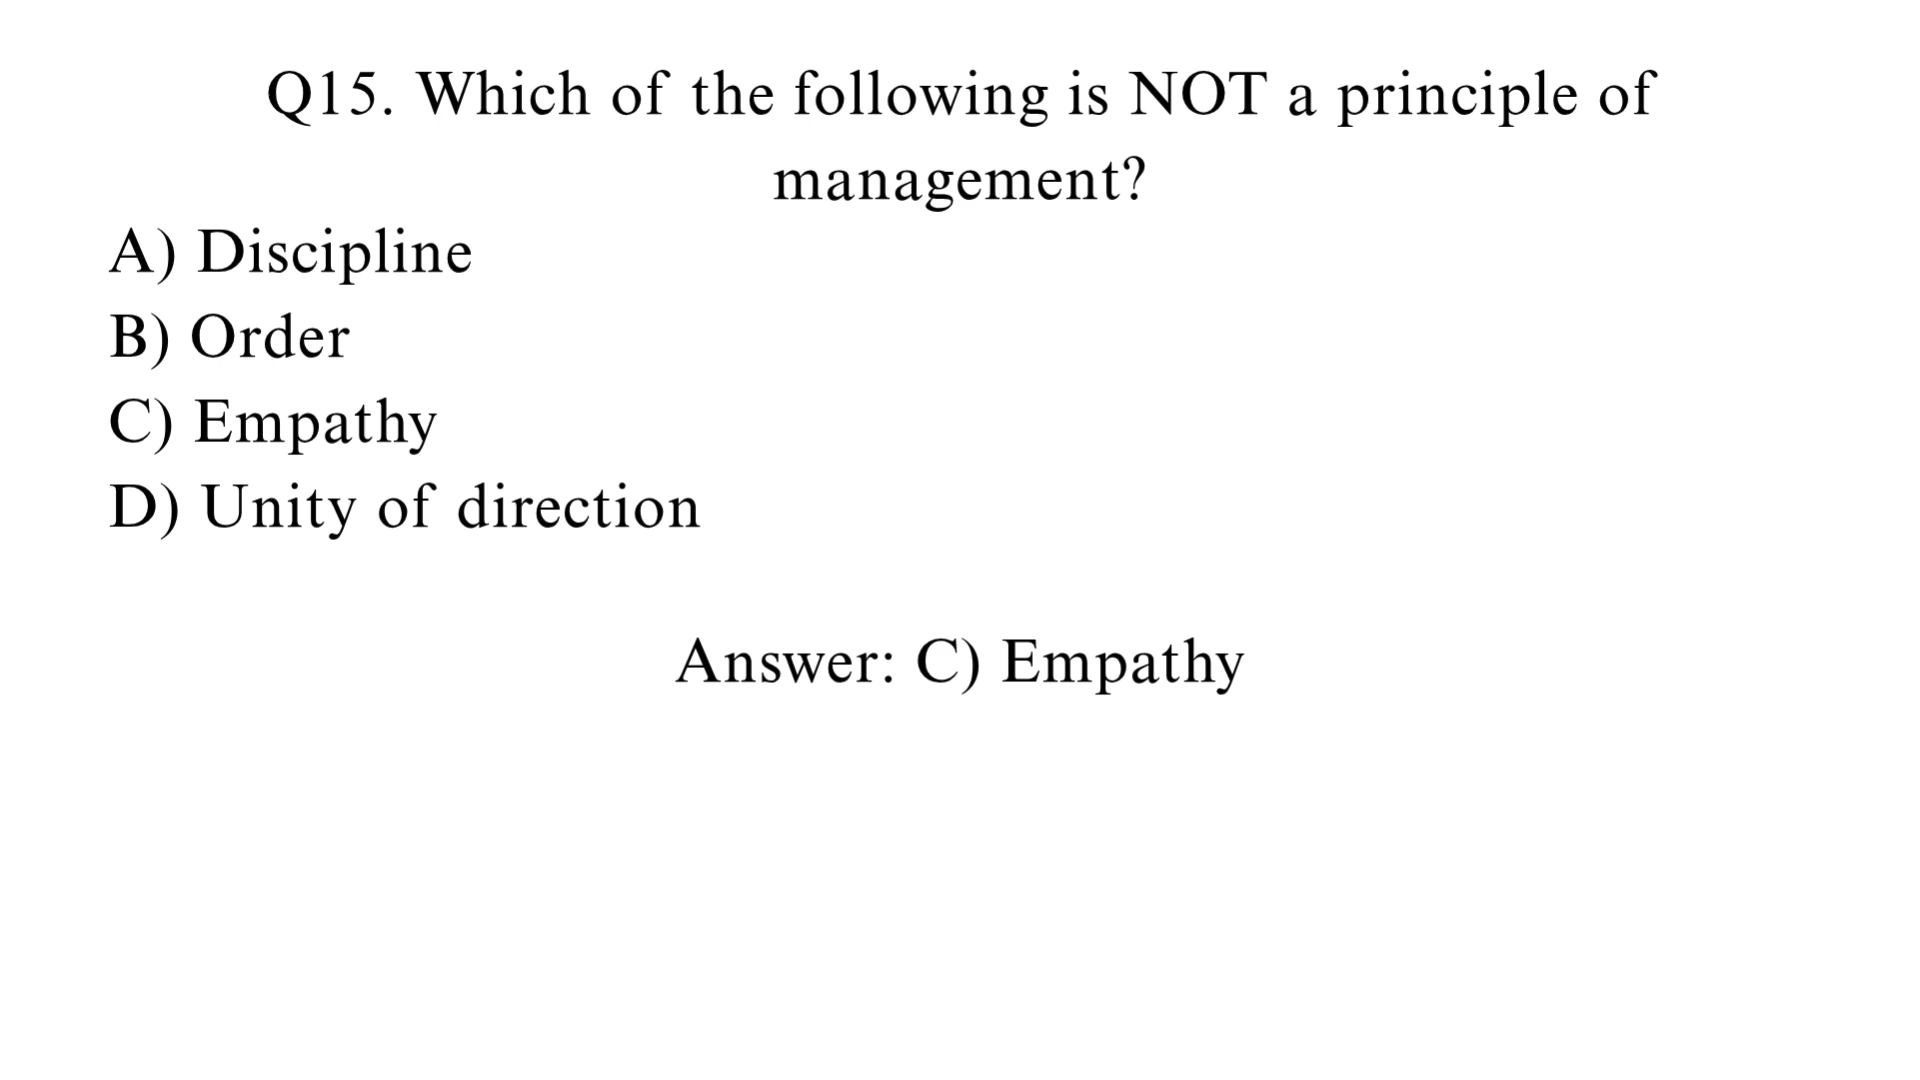 Q15. Which of the following is NOT a principle of
management?
A) Discipline
B) Order
C) Empathy
D) Unity of direction
Answer: C) Empathy